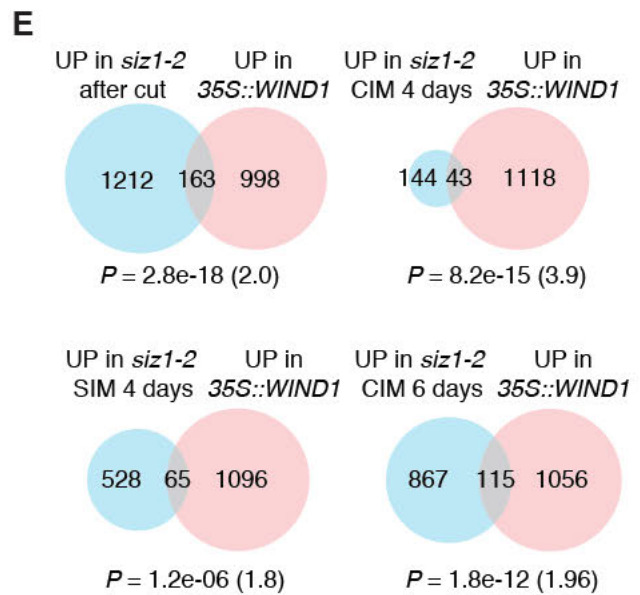 E
UP in siz1-2
after cut
UP in
35S::WIND1
1212 163 998
P = 2.8e-18 (2.0)
UP in siz1-2
CIM 4 days
UP in
35S::WIND1
144 43 1118
P = 8.2e-15 (3.9)
UP in siz1-2
SIM 4 days
UP in
35S::WIND1
528 65 1096
P = 1.2e-06 (1.8)
UP in siz1-2
CIM 6 days
UP in
35S::WIND1
867 115 1056
P = 1.8e-12 (1.96)